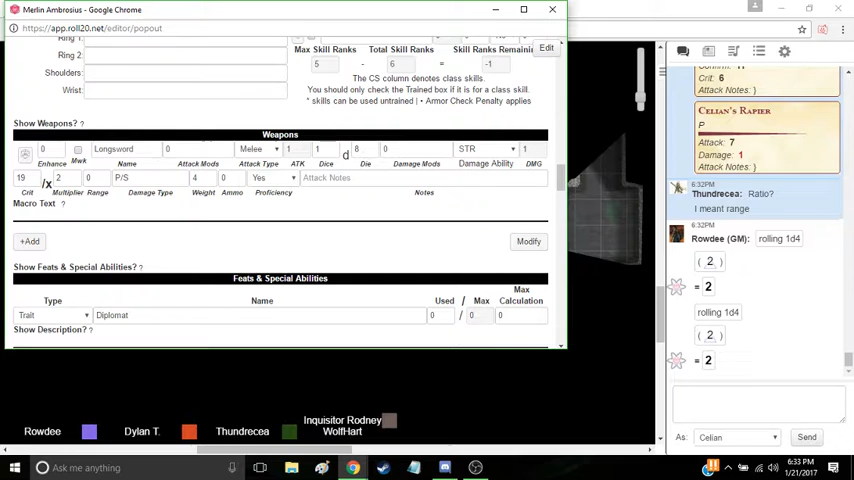 Merlin Ambrosius - Google Chrome
https://app.roll20.net/editor/popout
Ring 1:
Ring 2:
Shoulders:
Wrist:
Edit
Max Skill Ranks Total Skill Ranks Skill Ranks Remaining
5 - 6 = -1
The CS column denotes class skills.
You should only check the Trained box if it is for a class skill.
* skills can be used untrained | • Armor Check Penalty applies
Show Weapons? ?
Weapons
0 Longsword 0 Melee 1 1 d 8 0 STR 1
Enhance Mwk Name Attack Mods Attack Type ATK Dice Die Damage Mods Damage Ability DMG
19 /x 2 0 P/S 4 0 Yes Attack Notes
Crit Multiplier Range Damage Type Weight Ammo Proficiency Notes
Macro Text ?
+Add Modify
Show Feats & Special Abilities? ?
Feats & Special Abilities
Type Name Used / Max Max Calculation
Trait Diplomat 0 / 0 0
Show Description? ?
Crit: 6
Attack Notes: }
Celian's Rapier
P
Attack: 7
Damage: 1
Attack Notes: }
6:32PM
Thundrecea: Ratio?
I meant range
6:32PM
Rowdee (GM): rolling 1d4
( 2 )
= 2
rolling 1d4
( 2 )
= 2
As: Celian Send
Rowdee Dylan T. Thundrecea Inquisitor Rodney WolfHart
Ask me anything
6:33 PM
1/21/2017